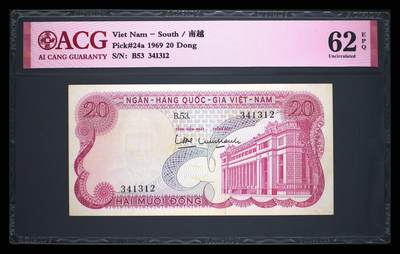 ACG
AI CANG GUARANTY
Viet Nam - South / 南越
Pick#24a 1969 20 Dong
S/N: B53 341312
62
EPQ
Uncirculated
20
NGÂN-HÀNG QUỐC-GIA VIỆT-NAM
20
B.53.
341312
341312
HAI MƯƠI ĐỒNG